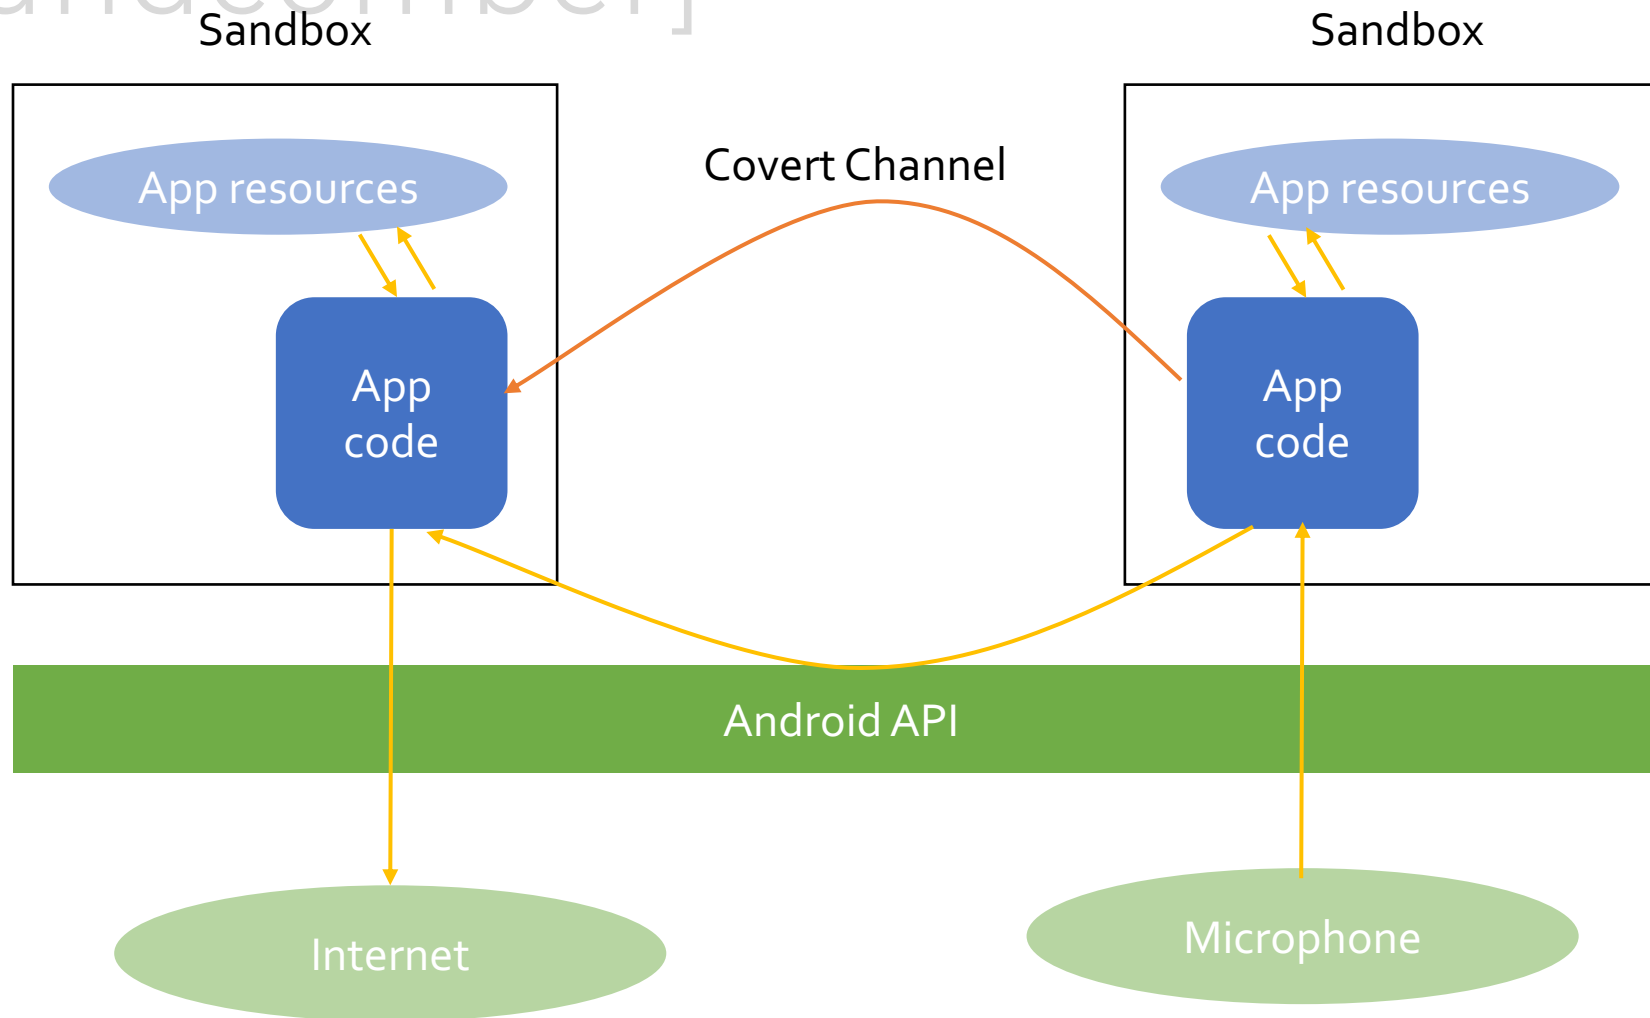 Sandbox
Sandbox
Covert Channel
App resources
App resources
App
code
App
code
Android API
Internet
Microphone